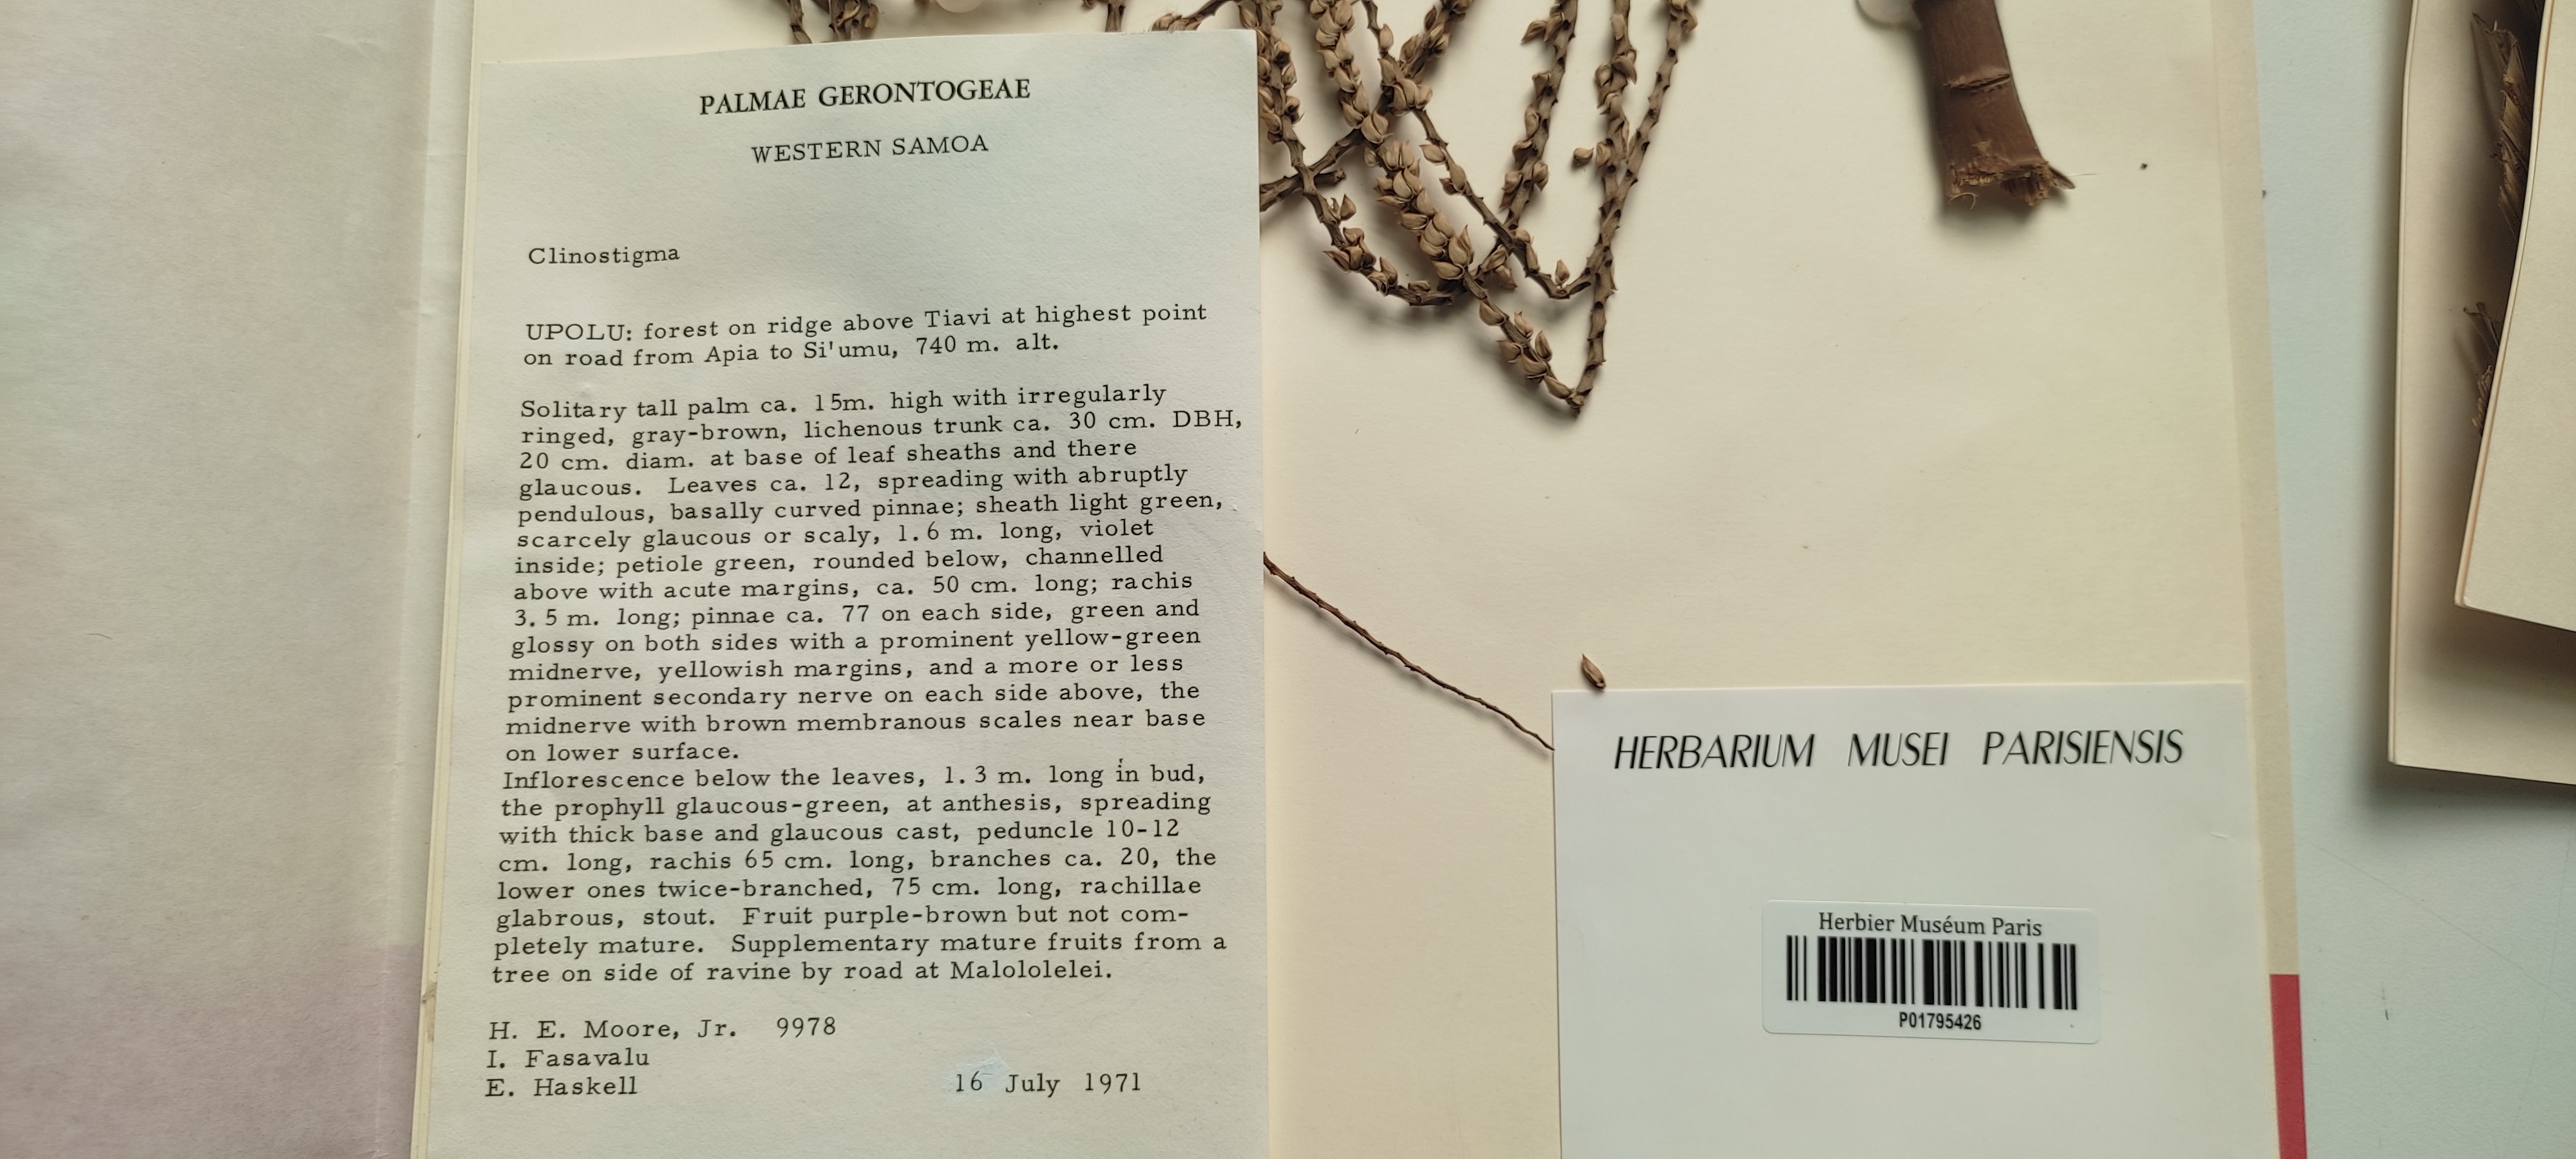 PALMAE GERONTOGEAE
WESTERN SAMOA
Clinostigma
UPOLU: forest on ridge above Tiavi at highest point
on road from Apia to Si'umu, 740 m. alt.
Solitary tall palm ca. 15m. high with irregularly
ringed, gray-brown, lichenous trunk ca. 30 cm. DBH,
20 cm. diam. at base of leaf sheaths and there
glaucous. Leaves ca. 12, spreading with abruptly
pendulous, basally curved pinnae; sheath light green,
scarcely glaucous or scaly, 1.6 m. long, violet
inside; petiole green, rounded below, channelled
above with acute margins, ca. 50 cm. long; rachis
3.5 m. long; pinnae ca. 77 on each side, green and
glossy on both sides with a prominent yellow-green
midnerve, yellowish margins, and a more or less
prominent secondary nerve on each side above, the
midnerve with brown membranous scales near base
on lower surface.
Inflorescence below the leaves, 1.3 m. long in bud,
the prophyll glaucous-green, at anthesis, spreading
with thick base and glaucous cast, peduncle 10-12
cm. long, rachis 65 cm. long, branches ca. 20, the
lower ones twice-branched, 75 cm. long, rachillae
glabrous, stout. Fruit purple-brown but not com-
pletely mature. Supplementary mature fruits from a
tree on side of ravine by road at Malololelei.
H. E. Moore, Jr. 9978
I. Fasavalu
E. Haskell 16 July 1971
HERBARIUM MUSEI PARISIENSIS
Herbier Muséum Paris
P01795426